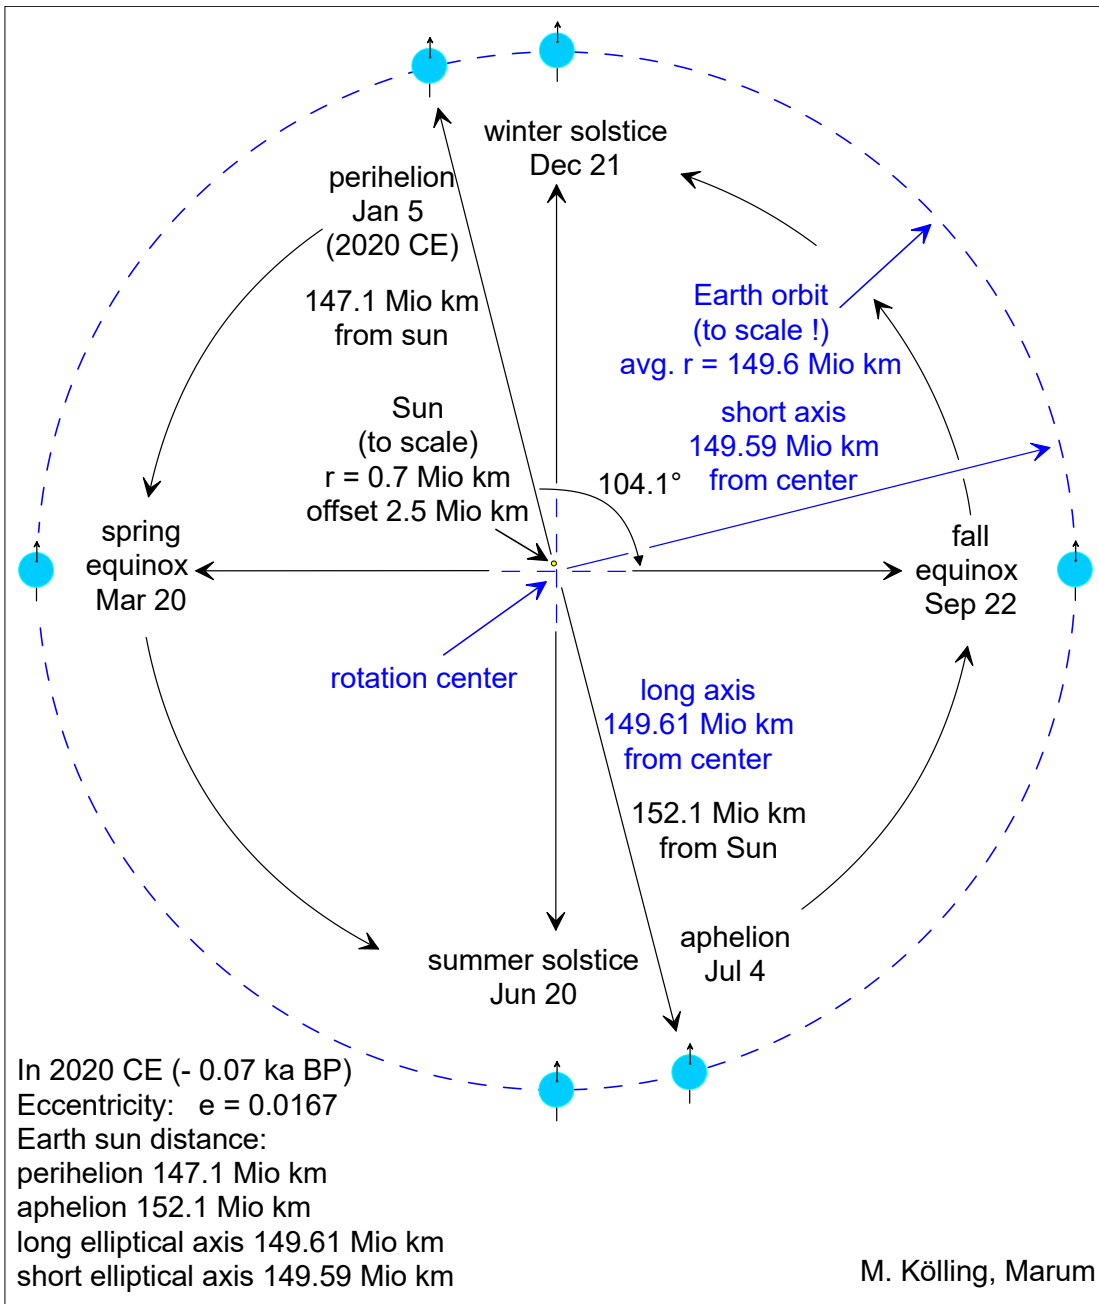 winter solstice
Dec 21
perihelion
Jan 5
(2020 CE)
147.1 Mio km
from sun
Earth orbit
(to scale !)
avg. r = 149.6 Mio km
Sun
(to scale)
r = 0.7 Mio km
offset 2.5 Mio km
short axis
149.59 Mio km
from center
104.1°
spring
equinox
Mar 20
fall
equinox
Sep 22
rotation center
long axis
149.61 Mio km
from center
152.1 Mio km
from Sun
aphelion
Jul 4
summer solstice
Jun 20
In 2020 CE (- 0.07 ka BP)
Eccentricity: e = 0.0167
Earth sun distance:
perihelion 147.1 Mio km
aphelion 152.1 Mio km
long elliptical axis 149.61 Mio km
short elliptical axis 149.59 Mio km
M. Kölling, Marum